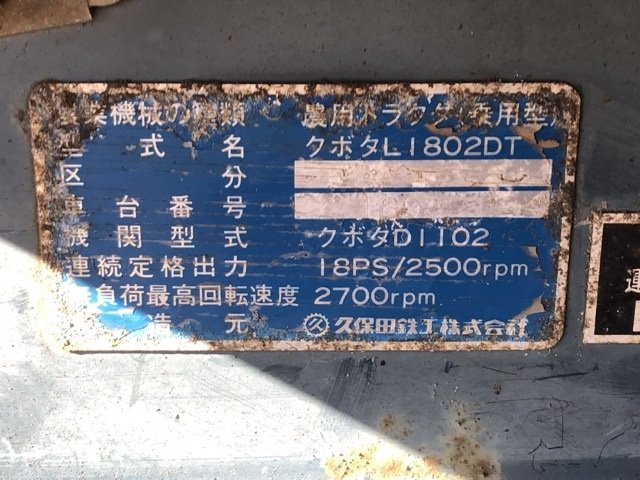 農業機械の種類 農用トラクタ(乗用型)
型式名 クボタL1802DT
区分
車台番号
機関型式 クボタD1102
連続定格出力 18PS/2500rpm
負荷最高回転速度 2700rpm
造元 久保田鉄工株式会社
運